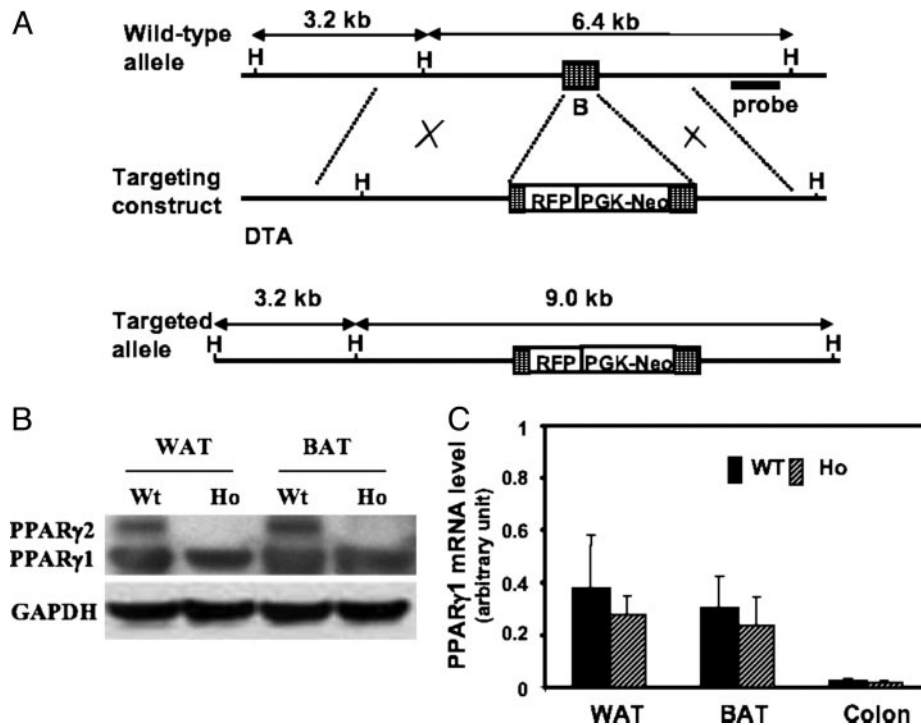 A
Wild-type
allele
3.2 kb
6.4 kb
H
H
H
B
probe
Targeting
construct
H
H
RFP
PGK-Neo
DTA
Targeted
allele
3.2 kb
9.0 kb
H
H
H
RFP
PGK-Neo
B
WAT
BAT
Wt
Ho
Wt
Ho
PPARγ2
PPARγ1
GAPDH
C
PPARγ1 mRNA level
(arbitrary unit)
1
0.8
0.6
0.4
0.2
0
WT
Ho
WAT
BAT
Colon